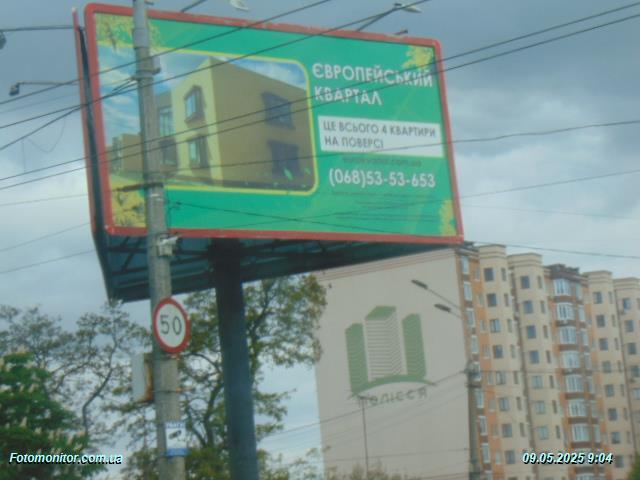 ЄВРОПЕЙСЬКИЙ
КВАРТАЛ
ЦЕ ВСЬОГО 4 КВАРТИРИ
НА ПОВЕРСІ
(068)53-53-653
50
ПОЛІССЯ
Fotomonitor.com.ua
09.05.2025 9:04